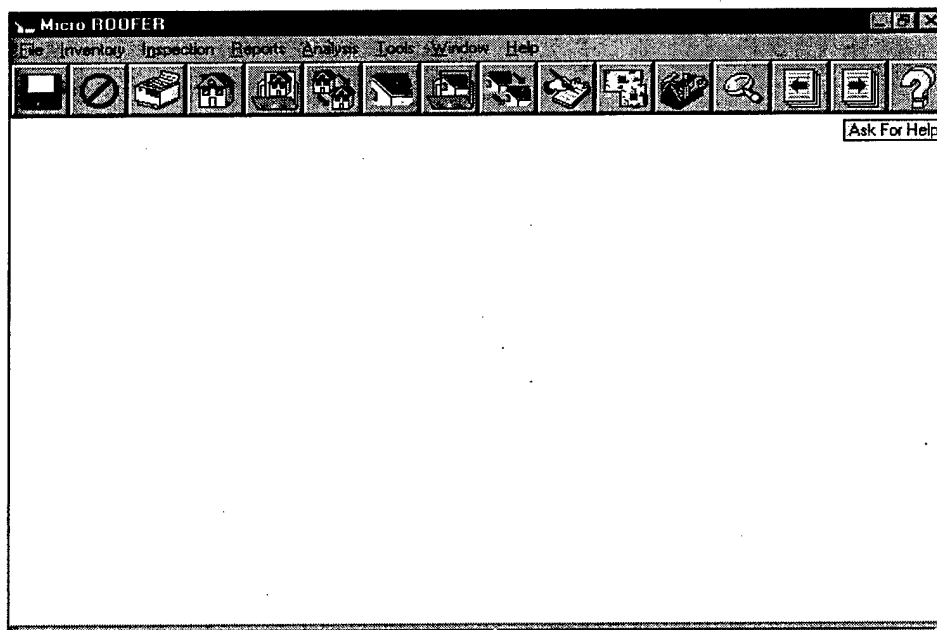 Micro ROOFER
File Inventory Inspection Reports Analysis Tools Window Help
Ask For Help